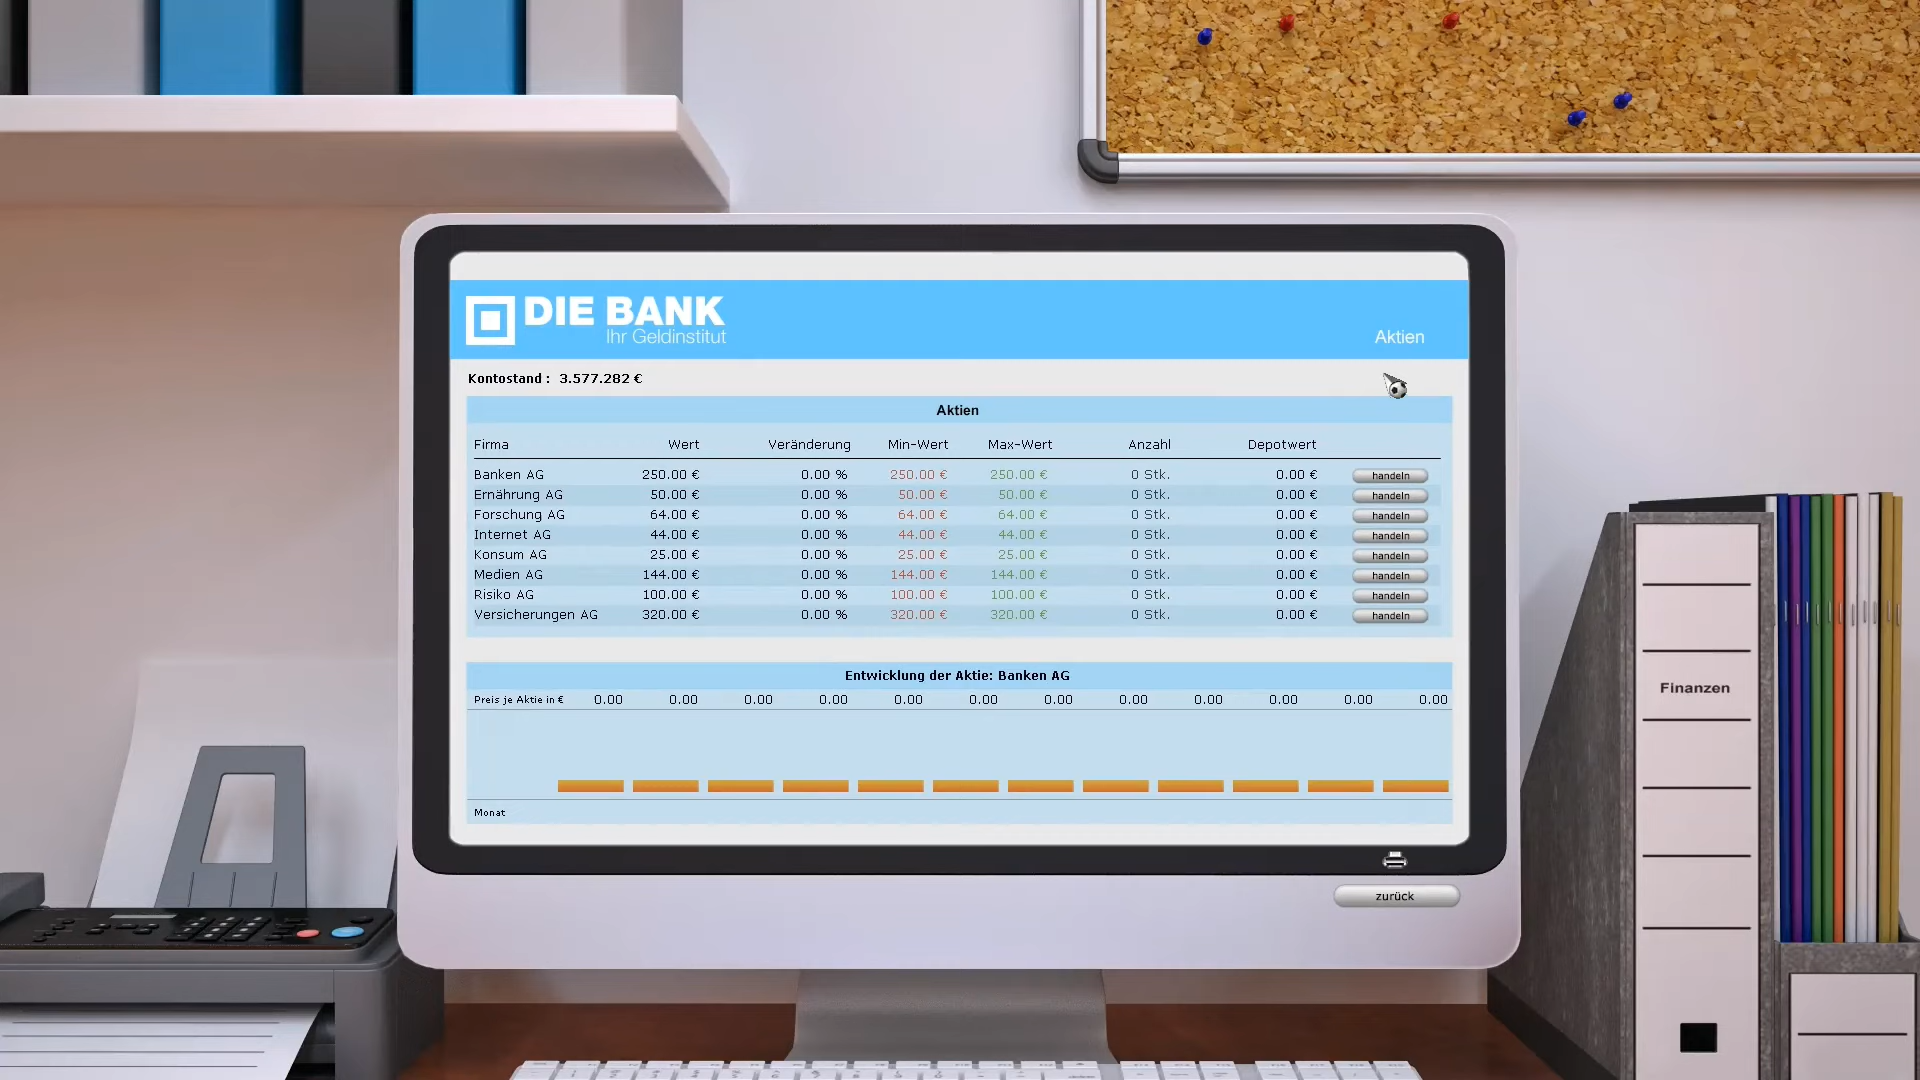 DIE BANK
Ihr Geldinstitut
Aktien
Kontostand : 3.577.282 €
Aktien
Firma Wert Veränderung Min-Wert Max-Wert Anzahl Depotwert
Banken AG 250.00 € 0.00 % 250.00 € 250.00 € 0 Stk. 0.00 € handeln
Ernährung AG 50.00 € 0.00 % 50.00 € 50.00 € 0 Stk. 0.00 € handeln
Forschung AG 64.00 € 0.00 % 64.00 € 64.00 € 0 Stk. 0.00 € handeln
Internet AG 44.00 € 0.00 % 44.00 € 44.00 € 0 Stk. 0.00 € handeln
Konsum AG 25.00 € 0.00 % 25.00 € 25.00 € 0 Stk. 0.00 € handeln
Medien AG 144.00 € 0.00 % 144.00 € 144.00 € 0 Stk. 0.00 € handeln
Risiko AG 100.00 € 0.00 % 100.00 € 100.00 € 0 Stk. 0.00 € handeln
Versicherungen AG 320.00 € 0.00 % 320.00 € 320.00 € 0 Stk. 0.00 € handeln
Entwicklung der Aktie: Banken AG
Preis je Aktie in € 0.00 0.00 0.00 0.00 0.00 0.00 0.00 0.00 0.00 0.00 0.00 0.00
Monat
zurück
Finanzen